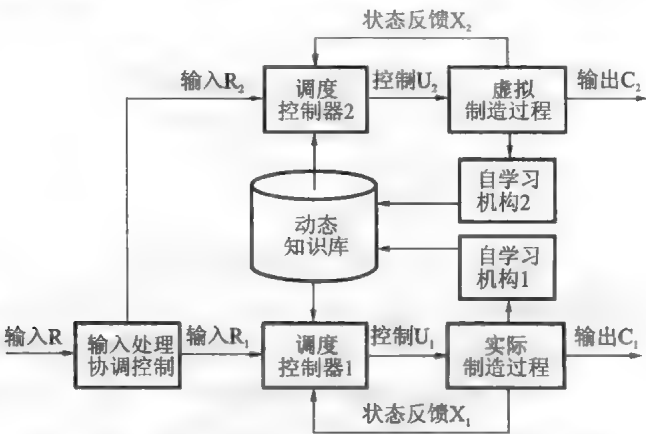 状态反馈X₂
输入R₂
调度
控制器2
控制U₂
虚拟
制造过程
输出C₂
自学习
机构2
动态
知识库
自学习
机构1
输入R
输入处理
协调控制
输入R₁
调度
控制器1
控制U₁
实际
制造过程
输出C₁
状态反馈X₁